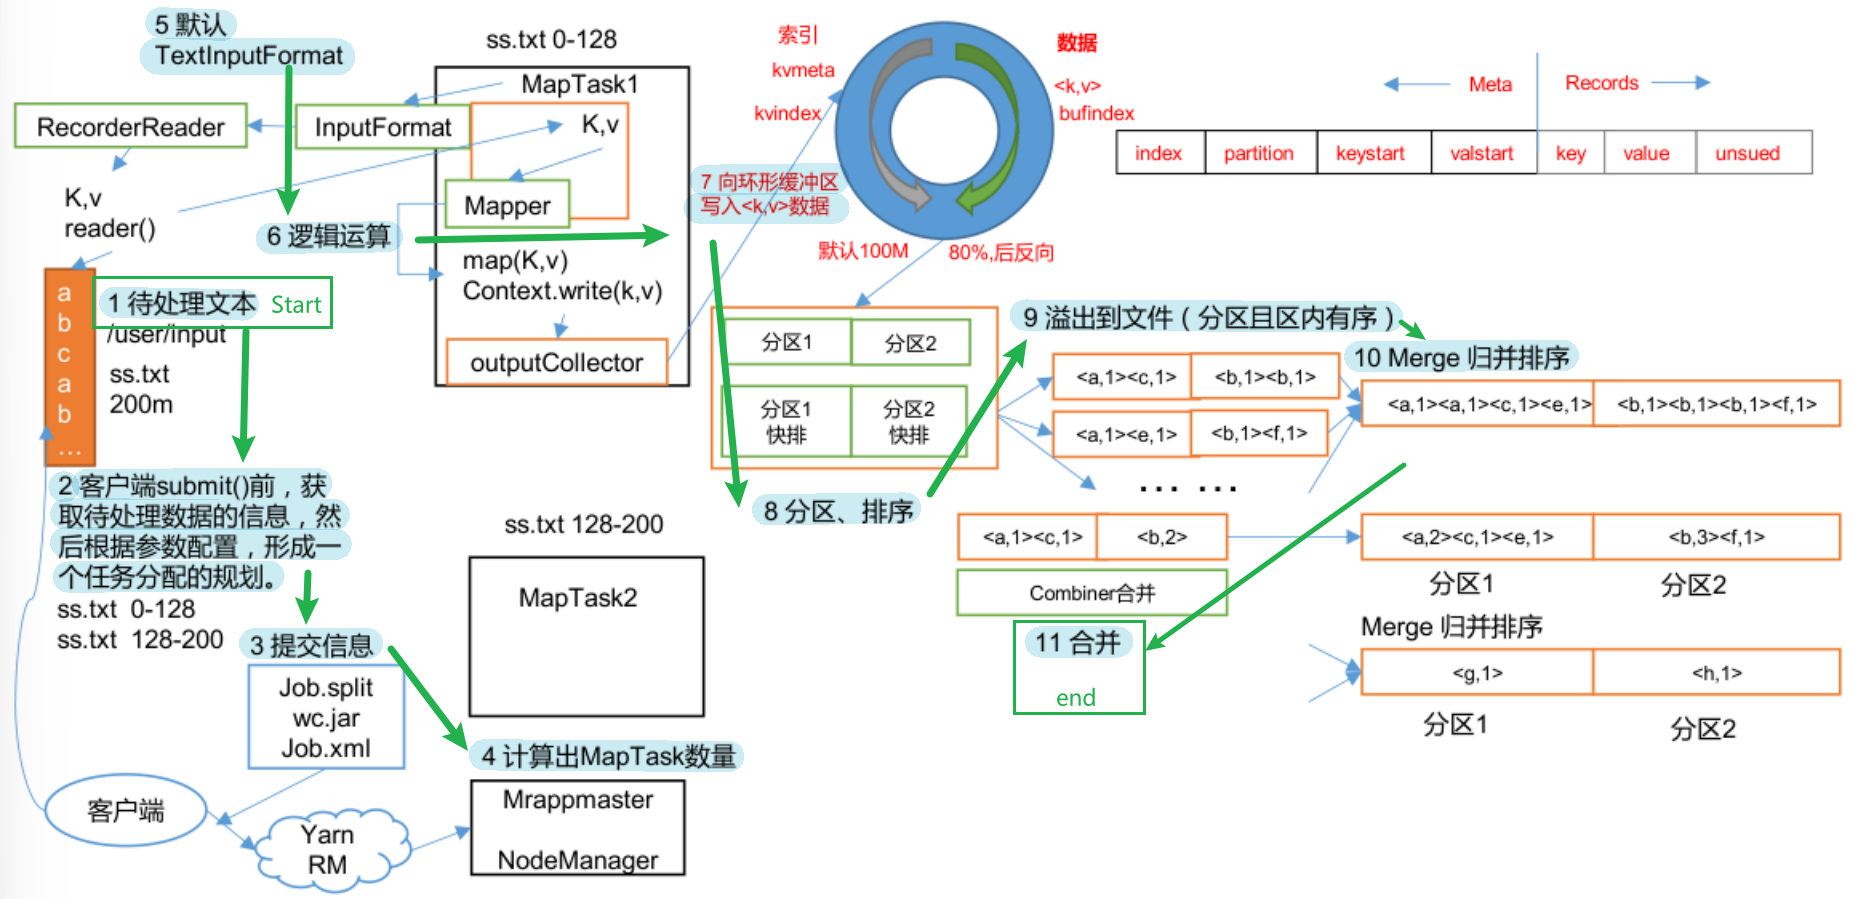 5 默认
TextInputFormat
RecorderReader
InputFormat
K,v
reader()
6 逻辑运算
ss.txt 0-128
MapTask1
K,v
Mapper
map(K,v)
Context.write(k,v)
outputCollector
a
b
c
a
b
...
1 待处理文本 Start
/user/input
ss.txt
200m
2 客户端submit()前，获
取待处理数据的信息，然
后根据参数配置，形成一
个任务分配的规划。
ss.txt 0-128
ss.txt 128-200
3 提交信息
Job.split
wc.jar
Job.xml
客户端
Yarn
RM
4 计算出MapTask数量
Mrappmaster
NodeManager
ss.txt 128-200
MapTask2
索引
kvmeta
kvindex
数据
<k,v>
bufindex
7 向环形缓冲区
写入<k,v>数据
默认100M
80%,后反向
Meta
Records
index partition keystart valstart key value unsued
分区1 分区2
分区1
快排
分区2
快排
8 分区、排序
9 溢出到文件（分区且区内有序）
<a,1><c,1> <b,1><b,1>
<a,1><e,1> <b,1><f,1>
... ...
10 Merge 归并排序
<a,1><a,1><c,1><e,1> <b,1><b,1><b,1><f,1>
<a,1><c,1> <b,2>
Combiner合并
11 合并
end
<a,2><c,1><e,1> <b,3><f,1>
分区1 分区2
Merge 归并排序
<g,1> <h,1>
分区1 分区2